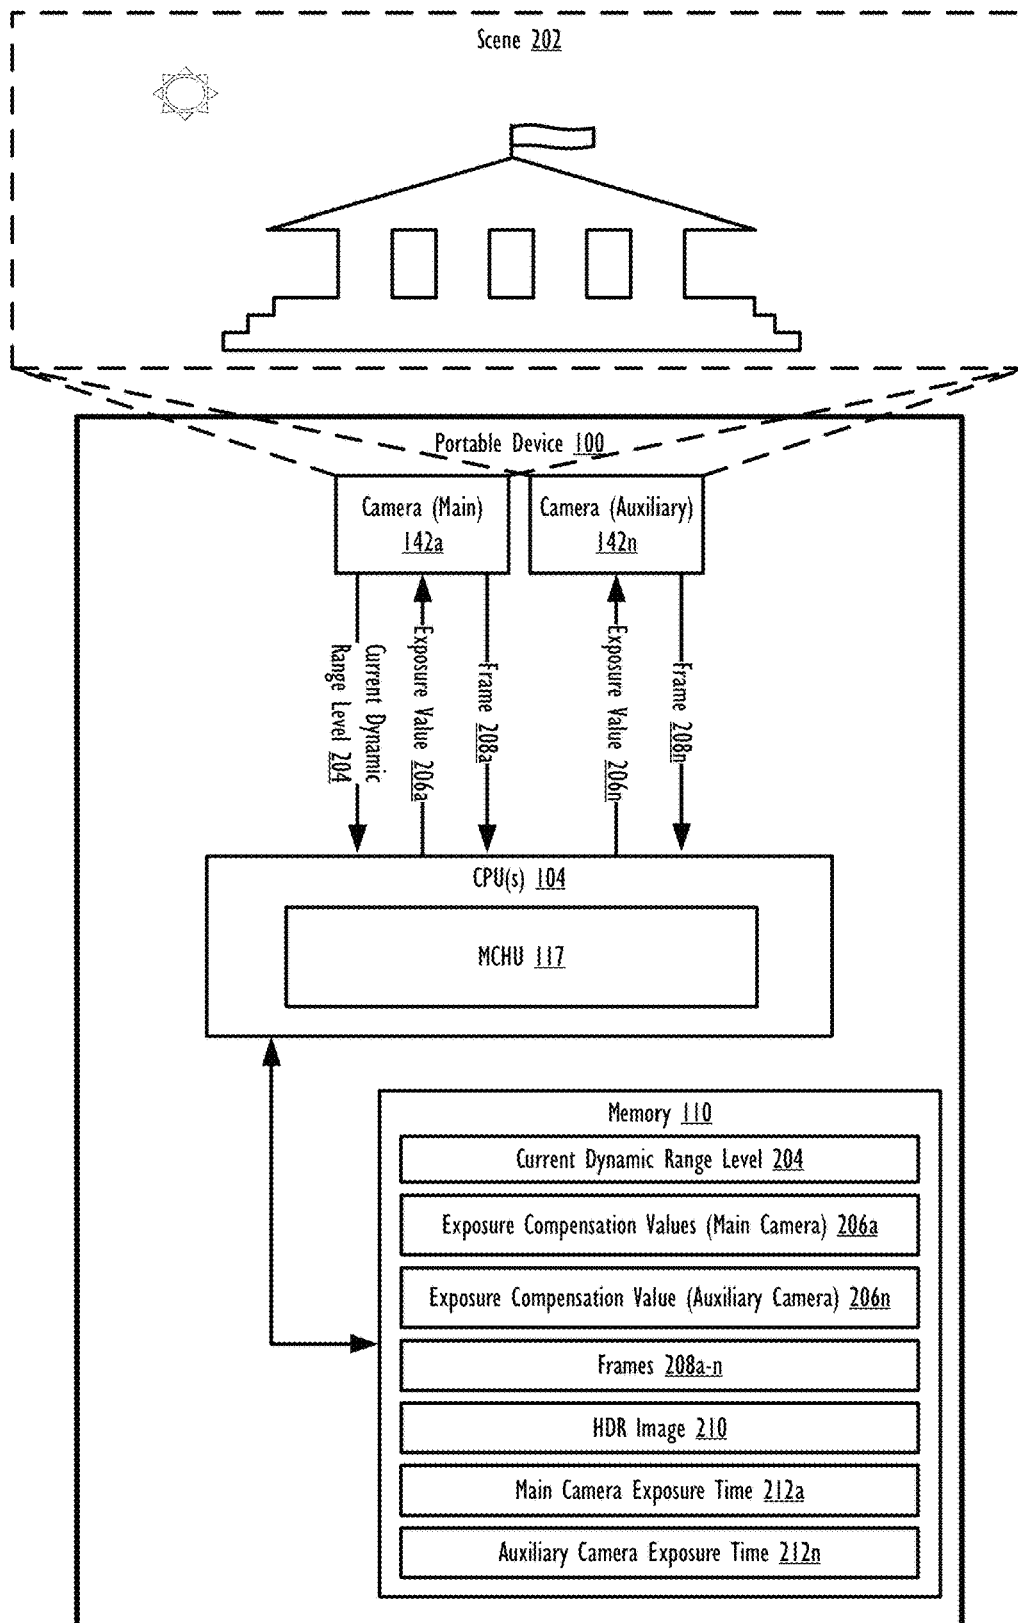 Scene 202
Portable Device 100
Camera (Main)
142a
Camera (Auxiliary)
142n
Current Dynamic
Range Level 204
Exposure Value 206a
Frame 208a
Exposure Value 206n
Frame 208n
CPU(s) 104
MCHU 117
Memory 110
Current Dynamic Range Level 204
Exposure Compensation Values (Main Camera) 206a
Exposure Compensation Value (Auxiliary Camera) 206n
Frames 208a-n
HDR Image 210
Main Camera Exposure Time 212a
Auxiliary Camera Exposure Time 212n